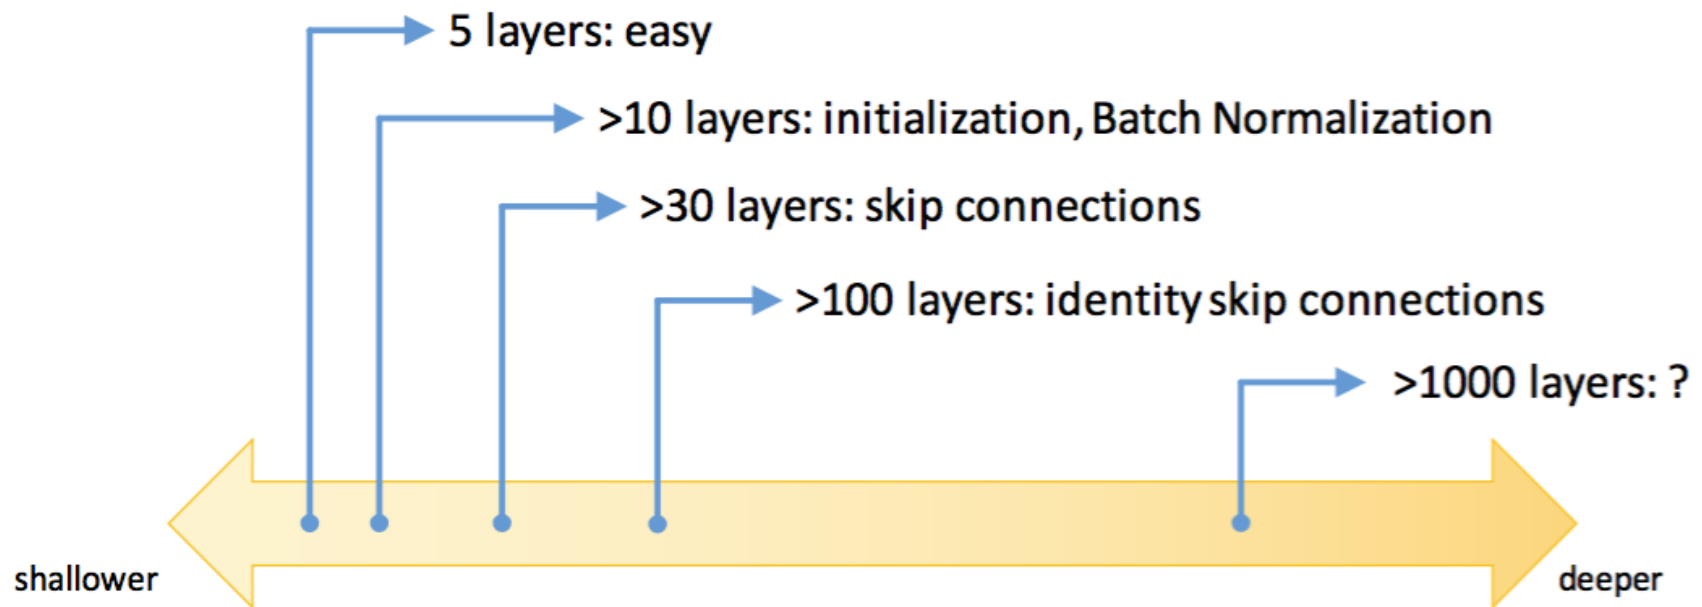 5 layers: easy
>10 layers: initialization, Batch Normalization
>30 layers: skip connections
>100 layers: identity skip connections
>1000 layers: ?
shallower
deeper